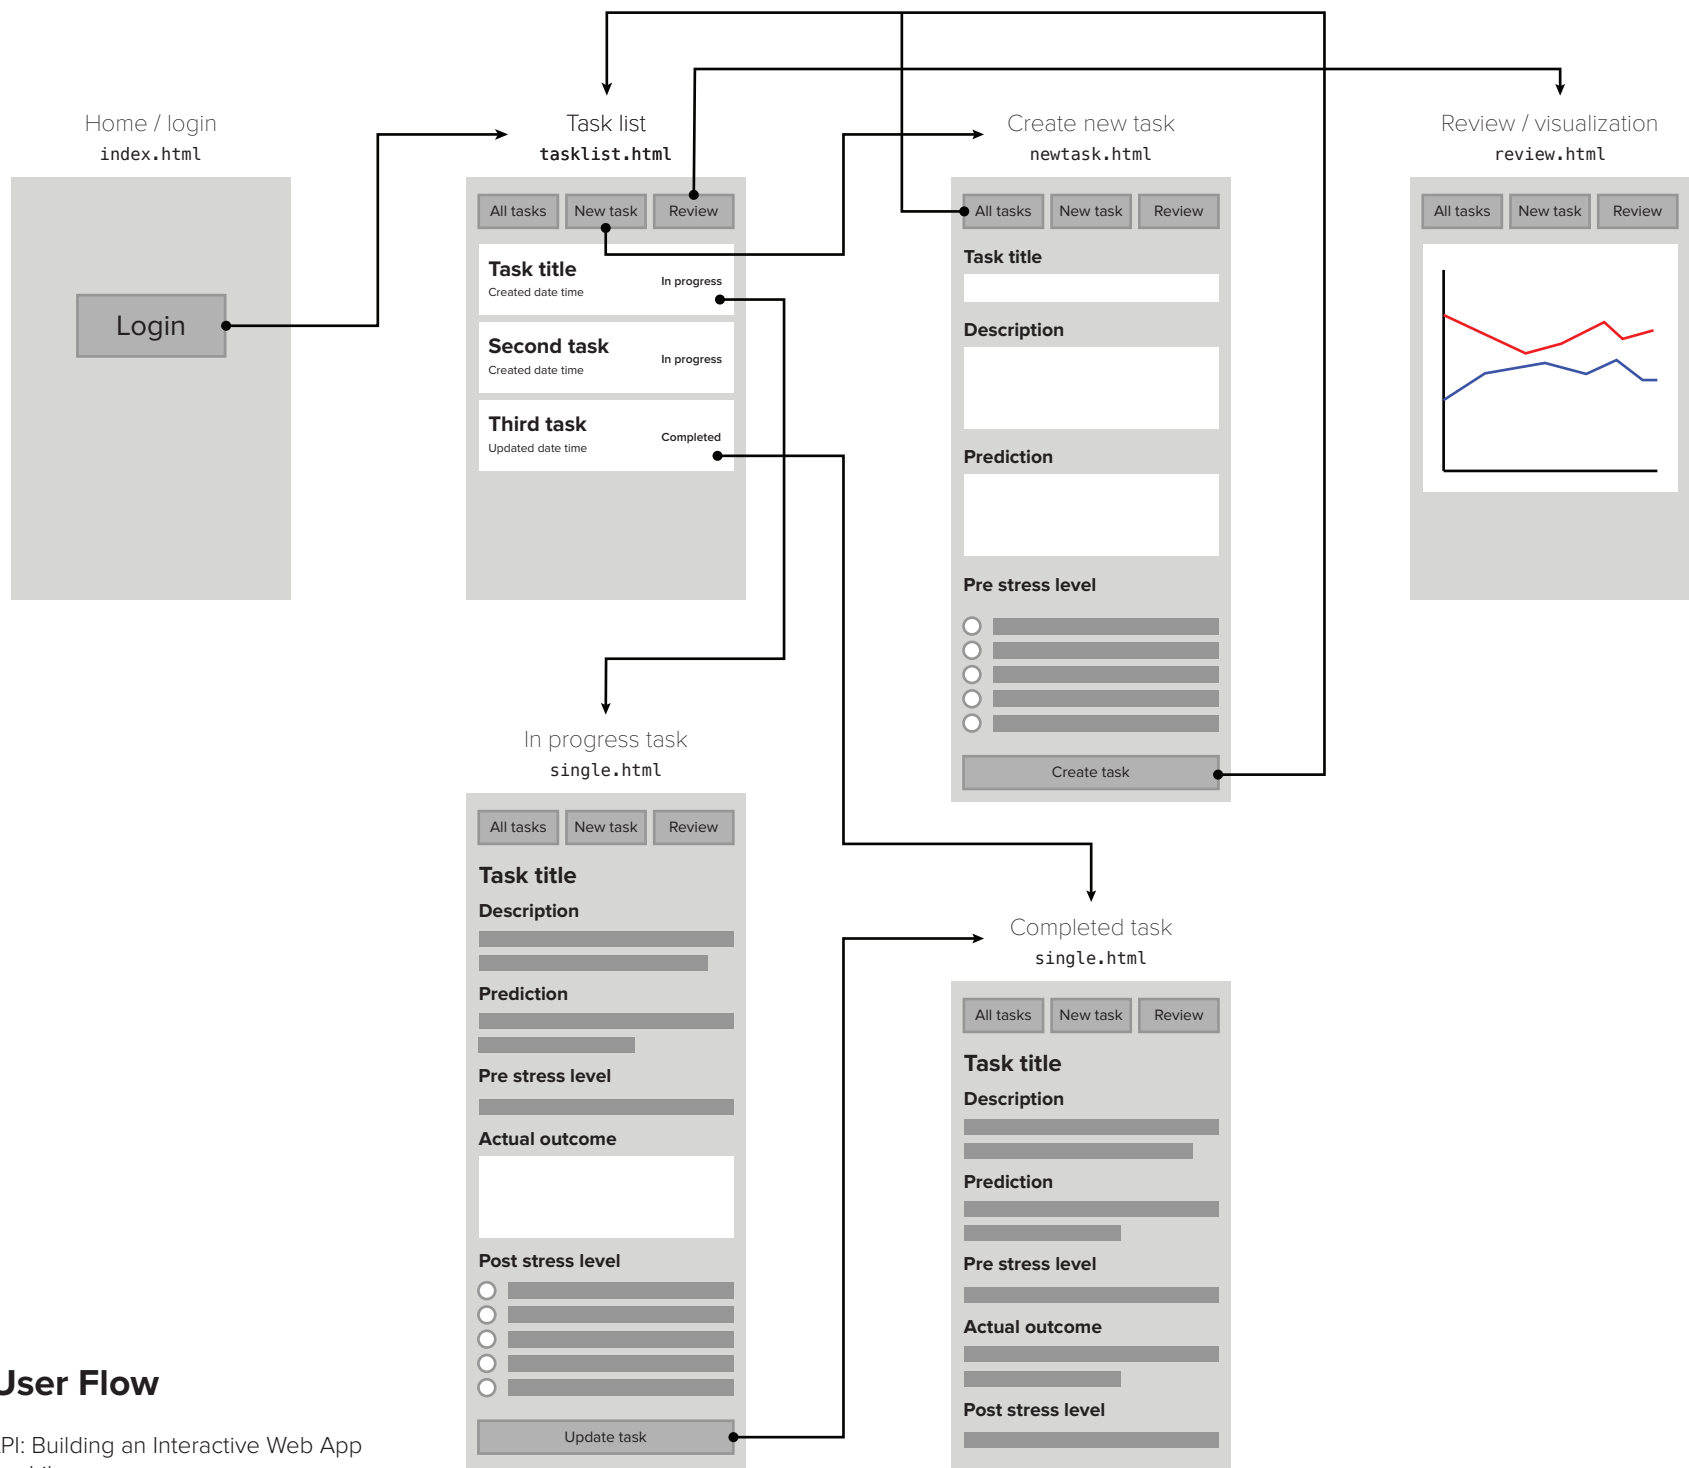 Home / login
index.html
Login
Task list
tasklist.html
All tasks
New task
Review
Task title
Created date time
In progress
Second task
Created date time
In progress
Third task
Updated date time
Completed
Create new task
newtask.html
All tasks
New task
Review
Task title
Description
Prediction
Pre stress level
Create task
Review / visualization
review.html
All tasks
New task
Review
In progress task
single.html
All tasks
New task
Review
Task title
Description
Prediction
Pre stress level
Actual outcome
Post stress level
Update task
Completed task
single.html
All tasks
New task
Review
Task title
Description
Prediction
Pre stress level
Actual outcome
Post stress level
User Flow
PI: Building an Interactive Web App